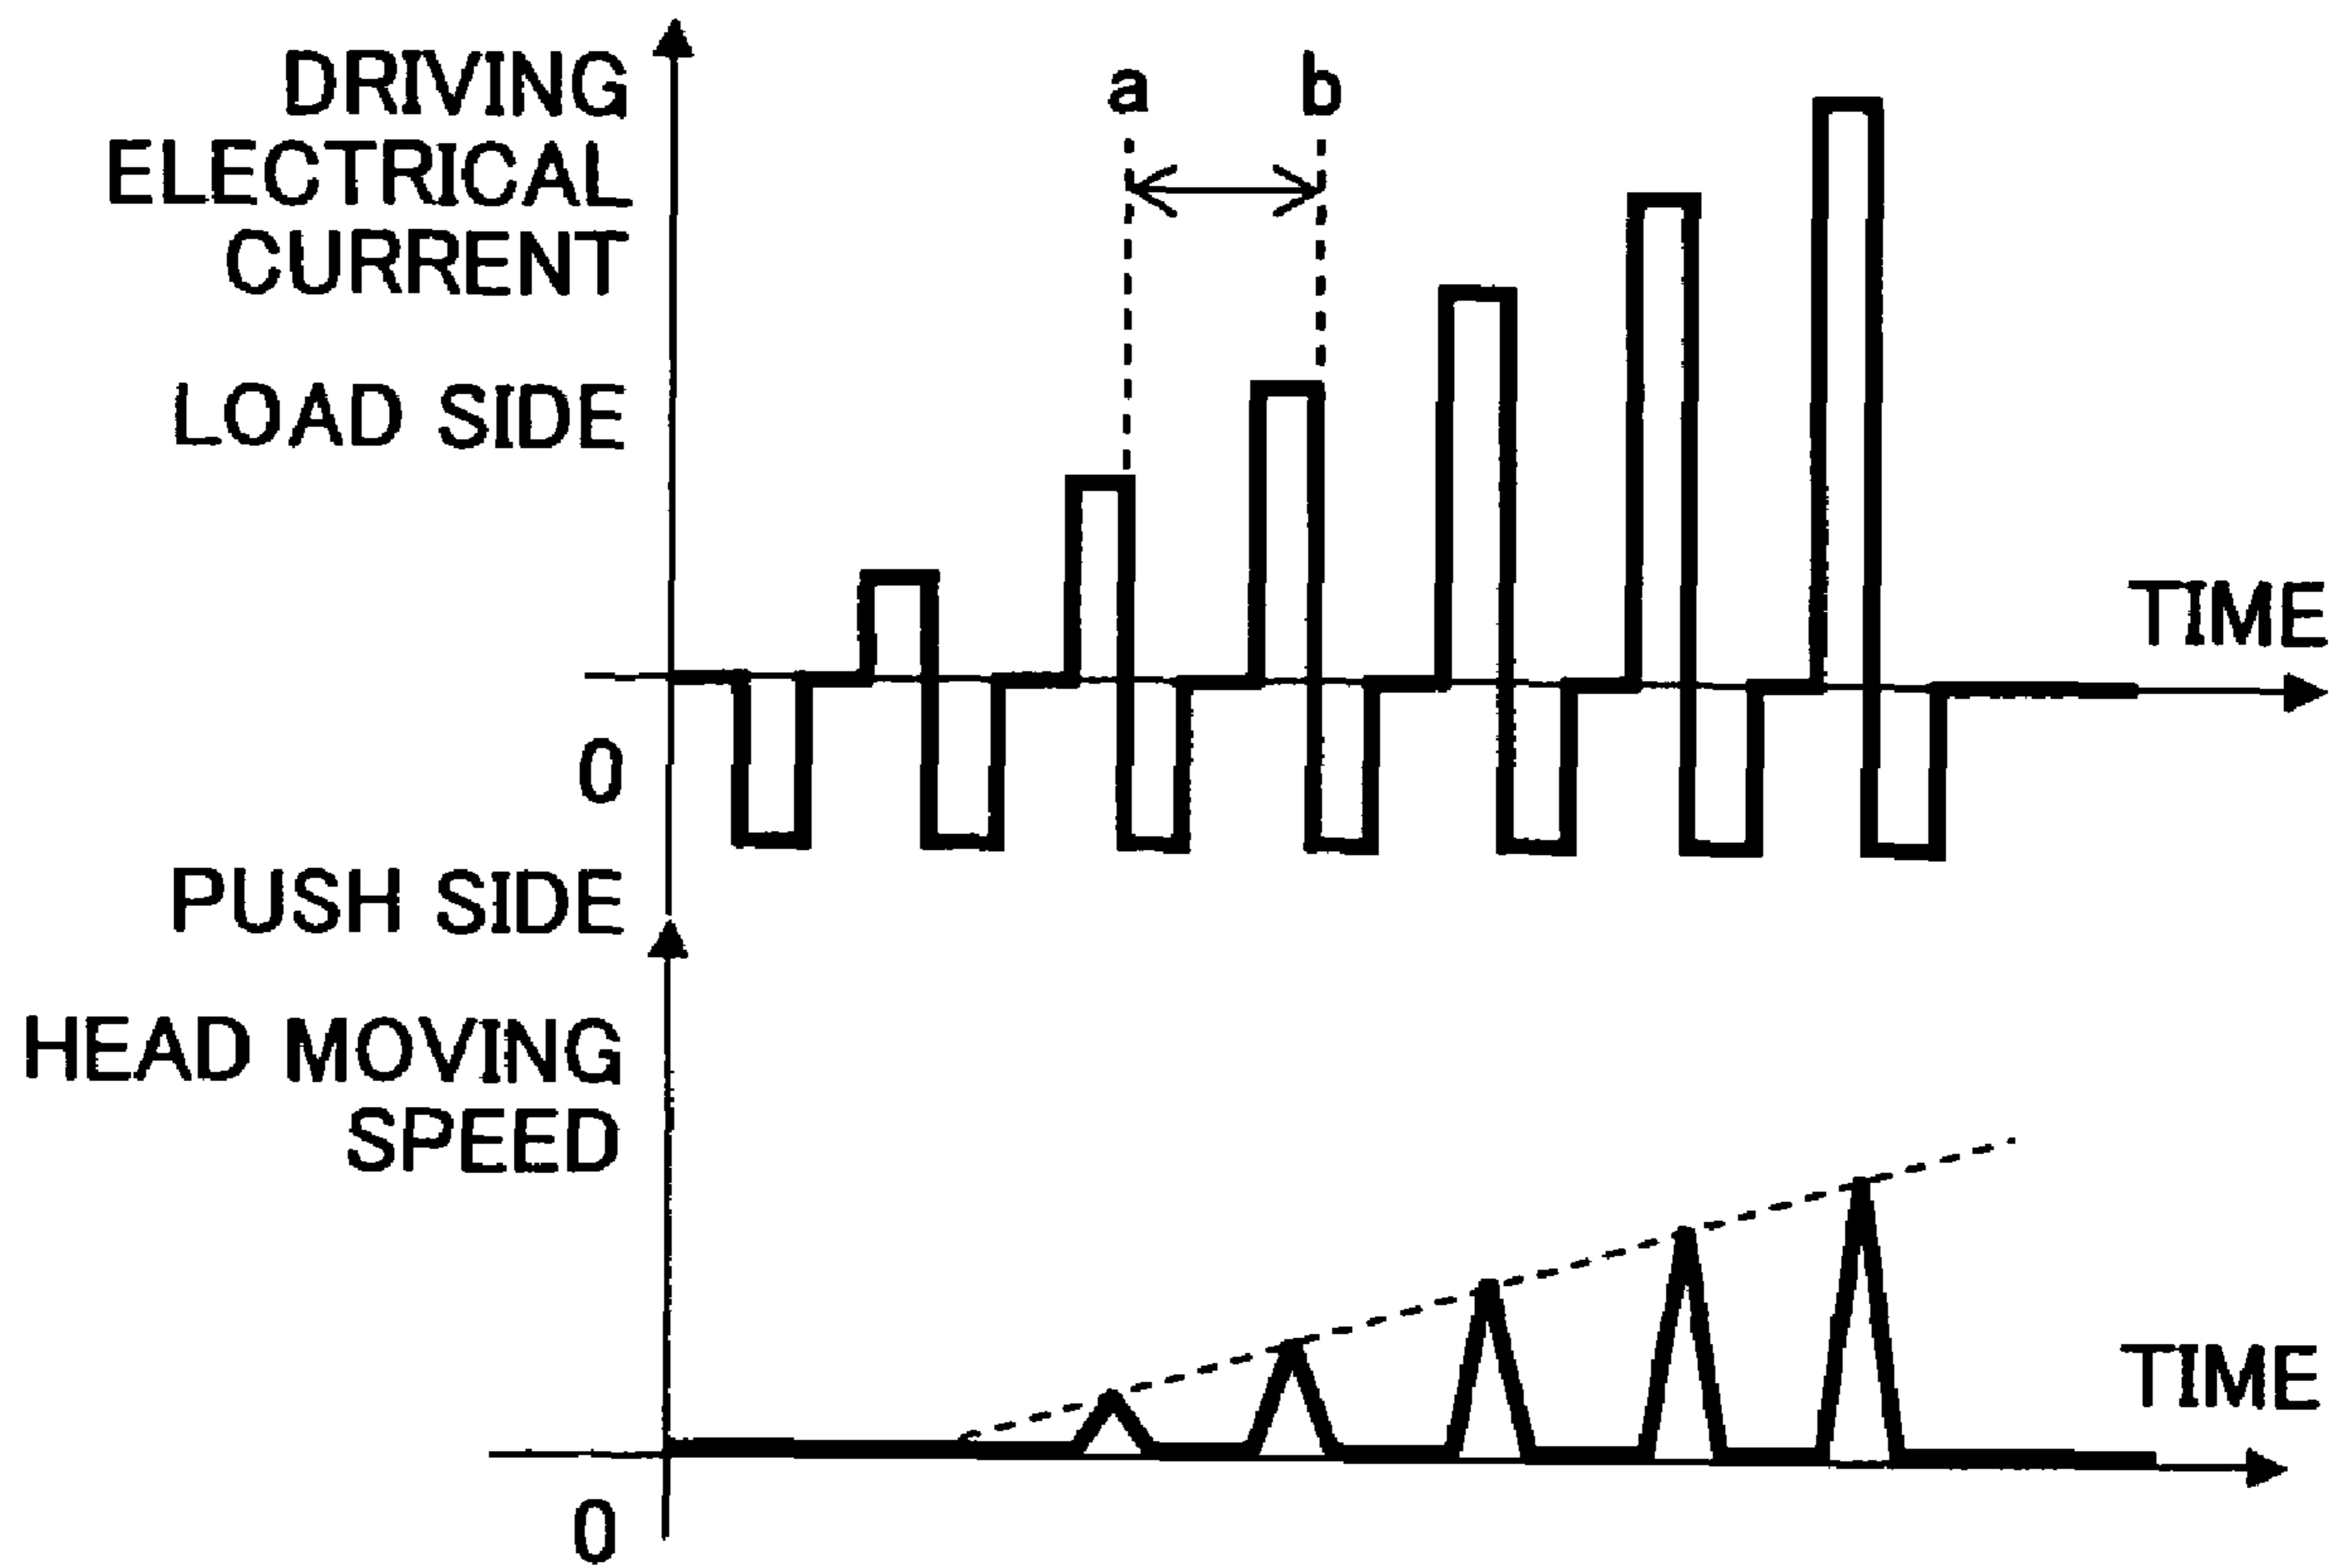 DRIVING
ELECTRICAL
CURRENT
a
b
LOAD SIDE
TIME
0
PUSH SIDE
HEAD MOVING
SPEED
TIME
0